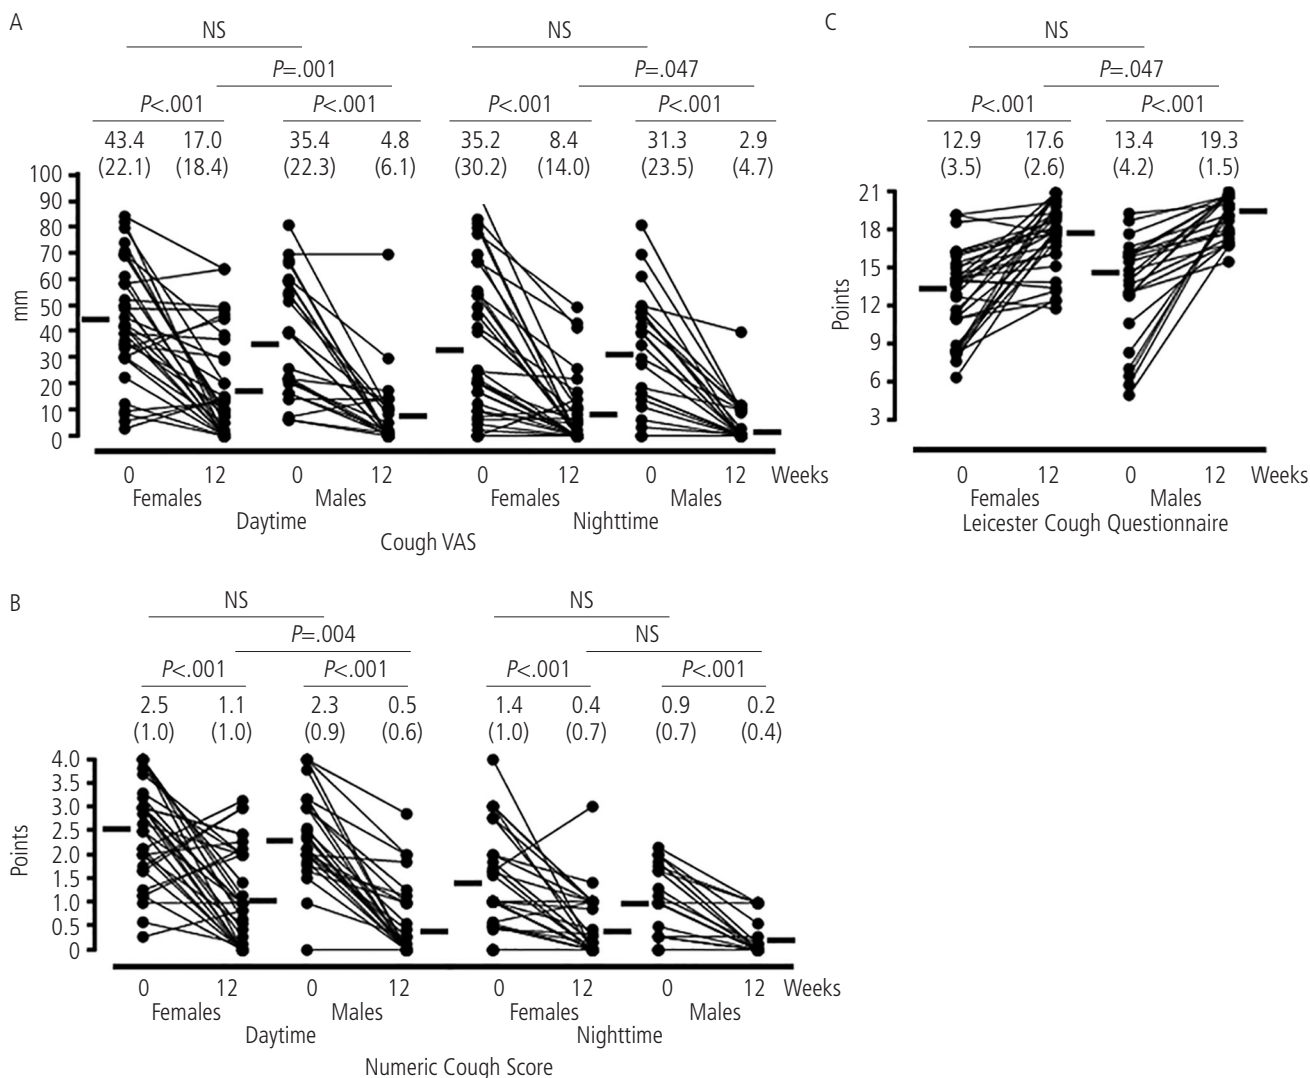 A
NS NS
P=.001 P=.047
P<.001 P<.001 P<.001 P<.001
43.4 17.0 35.4 4.8 35.2 8.4 31.3 2.9
(22.1) (18.4) (22.3) (6.1) (30.2) (14.0) (23.5) (4.7)
100
90
80
70
60
50
40
30
20
10
0
mm
0 12 0 12 0 12 0 12 Weeks
Females Males Females Males
Daytime Nighttime
Cough VAS
C
NS
P=.047
P<.001 P<.001
12.9 17.6 13.4 19.3
(3.5) (2.6) (4.2) (1.5)
21
18
15
12
9
6
3
Points
0 12 0 12 Weeks
Females Males
Leicester Cough Questionnaire
B
NS NS
P=.004 NS
P<.001 P<.001 P<.001 P<.001
2.5 1.1 2.3 0.5 1.4 0.4 0.9 0.2
(1.0) (1.0) (0.9) (0.6) (1.0) (0.7) (0.7) (0.4)
4.0
3.5
3.0
2.5
2.0
1.5
1.0
0.5
0
Points
0 12 0 12 0 12 0 12 Weeks
Females Males Females Males
Daytime Nighttime
Numeric Cough Score